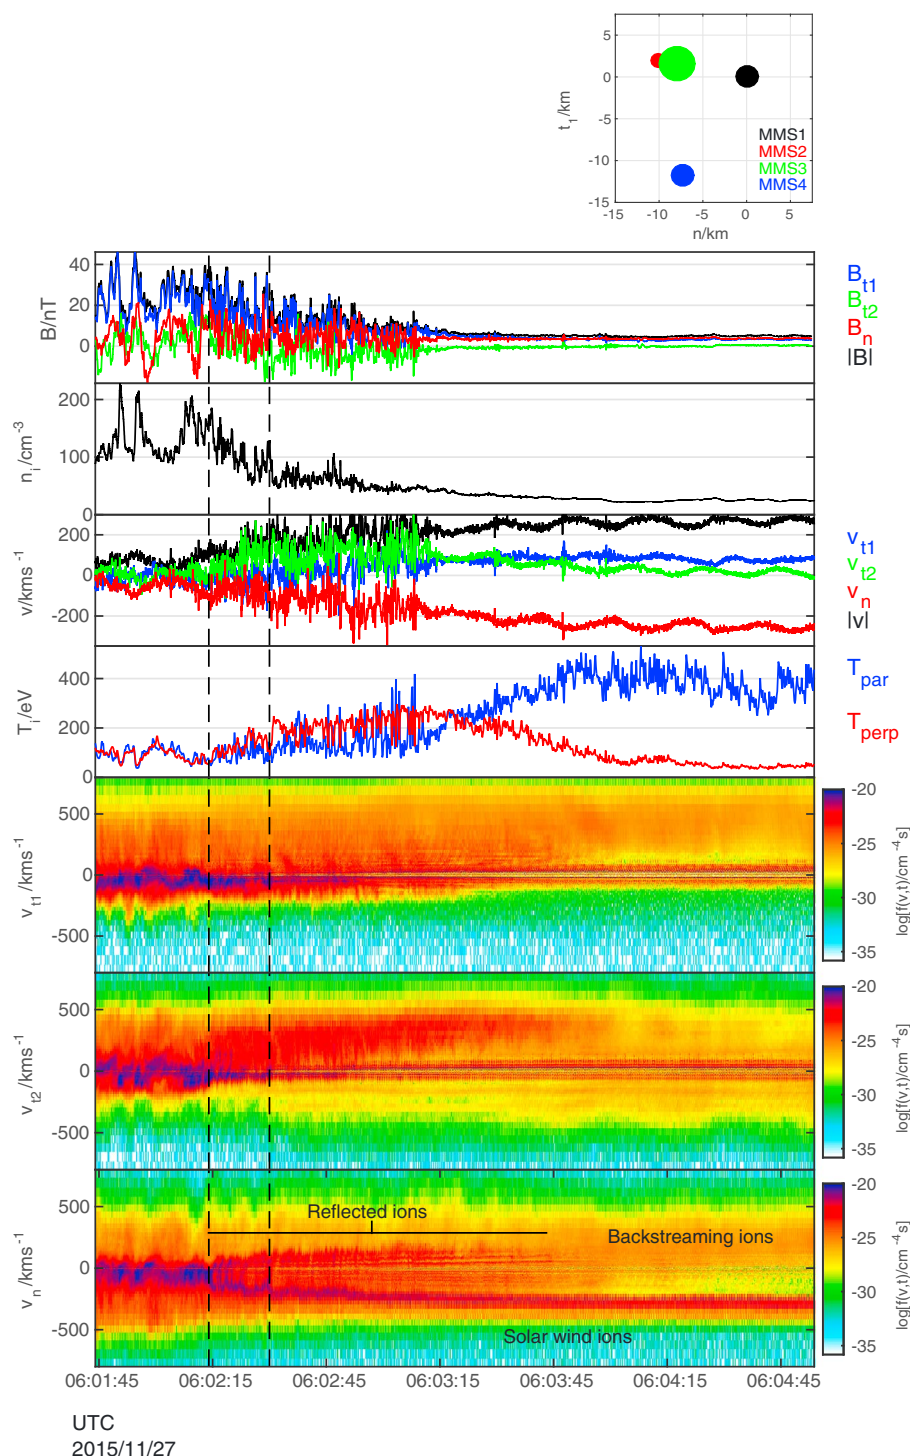 5
0
-5
-10
-15
t1/km
MMS1
MMS2
MMS3
MMS4
-15 -10 -5 0 5
n/km
40
20
0
B/nT
Bt1
Bt2
Bn
|B|
200
100
0
ni/cm-3
200
0
-200
v/kms-1
vt1
vt2
vn
|v|
400
200
0
Ti/eV
Tpar
Tperp
500
0
-500
vt1/kms-1
-20
-25
-30
-35
log[f(v,t)/cm-4s]
500
0
-500
vt2/kms-1
-20
-25
-30
-35
log[f(v,t)/cm-4s]
500
0
-500
vn/kms-1
Reflected ions
Backstreaming ions
Solar wind ions
-20
-25
-30
-35
log[f(v,t)/cm-4s]
06:01:45 06:02:15 06:02:45 06:03:15 06:03:45 06:04:15 06:04:45
UTC
2015/11/27